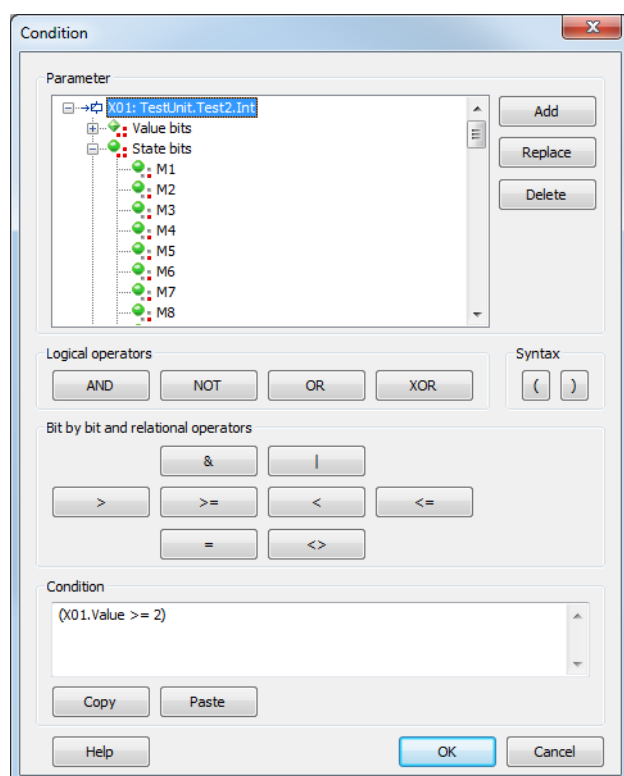 Condition
Parameter
X01: TestUnit.Test2.Int
Value bits
State bits
M1
M2
M3
M4
M5
M6
M7
M8
Add
Replace
Delete
Logical operators
AND NOT OR XOR
Syntax
( )
Bit by bit and relational operators
& |
> >= < <=
= <>
Condition
(X01.Value >= 2)
Copy Paste
Help OK Cancel